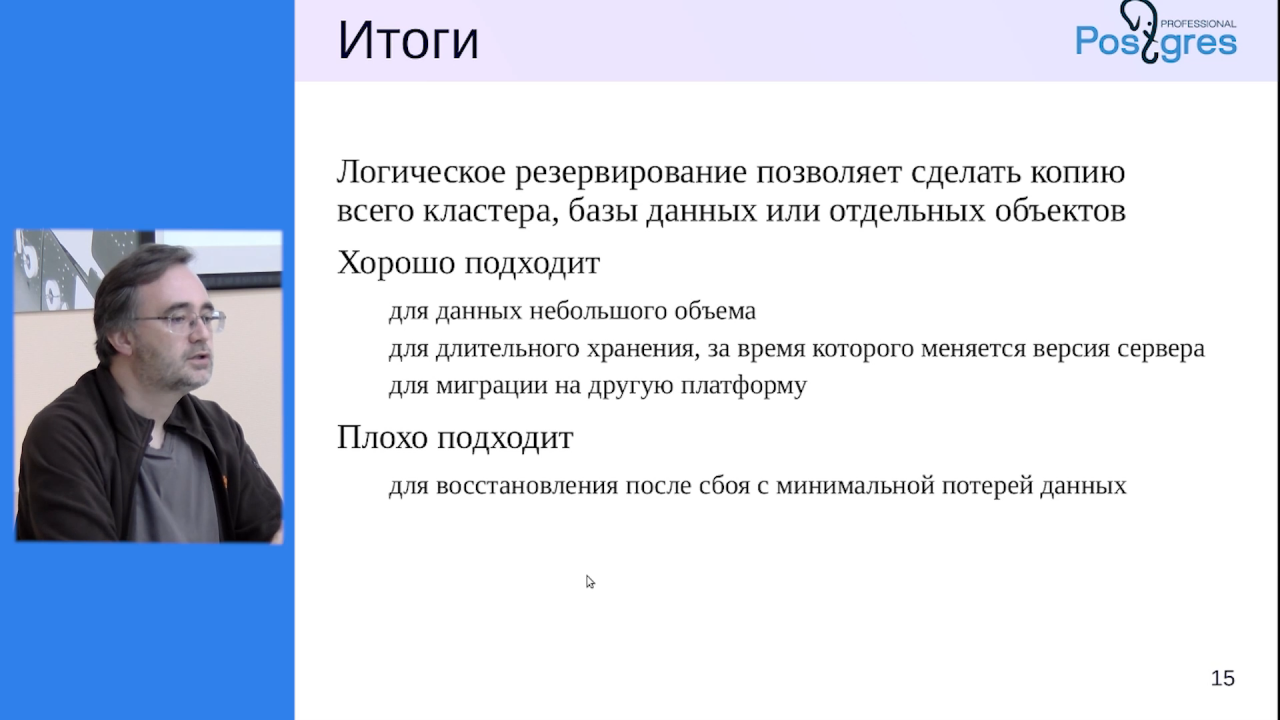 Итоги
PROFESSIONAL
Postgres
Логическое резервирование позволяет сделать копию
всего кластера, базы данных или отдельных объектов
Хорошо подходит
для данных небольшого объема
для длительного хранения, за время которого меняется версия сервера
для миграции на другую платформу
Плохо подходит
для восстановления после сбоя с минимальной потерей данных
15